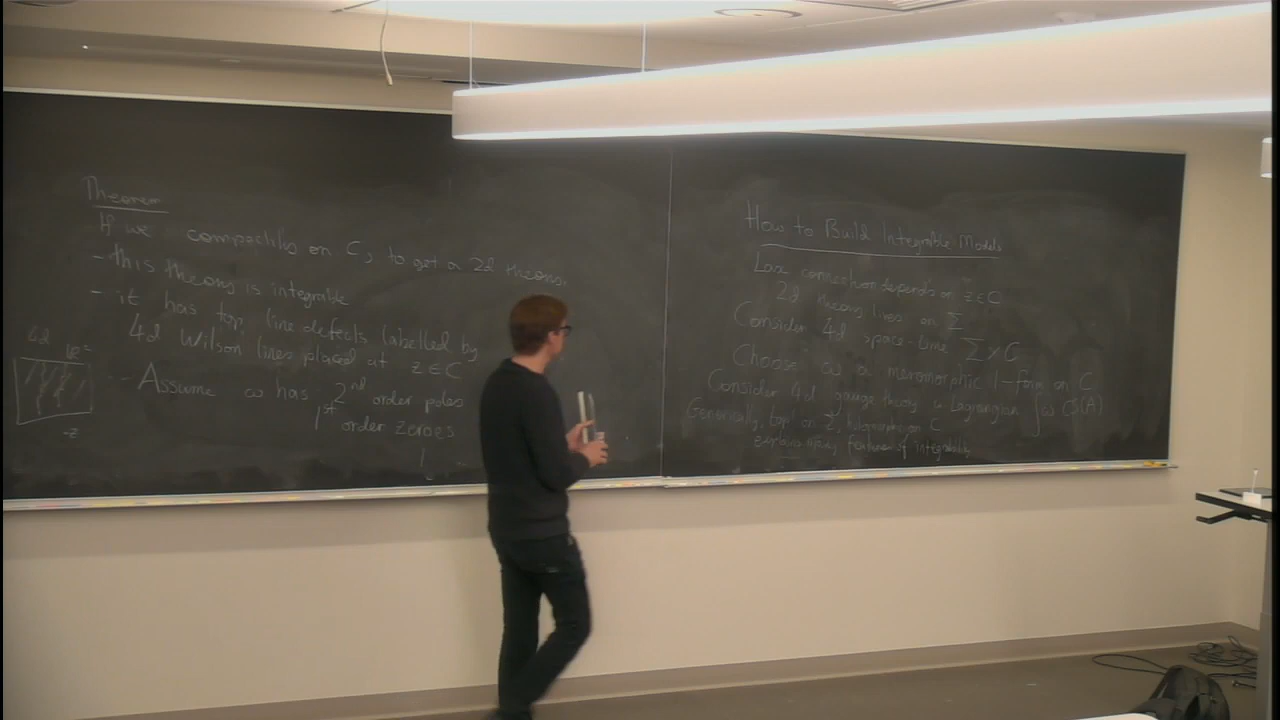 Theorem
If we compactify on C, to get a 2d theory,
- this theory is integrable
- it has top. line defects labelled by
4d Wilson lines placed at z ∈ C
- Assume ω has 2nd order poles
1st order zeroes
4d
z
How to Build Integrable Models
Lax connection depends on z ∈ C
2d theory lives on Σ
Consider 4d space-time Σ × C
Choose ω a meromorphic 1-form on C
Consider 4d gauge theory w Lagrangian ∫ω CS(A)
Generically, top' on Σ, holomorphic on C
explains many features of integrability